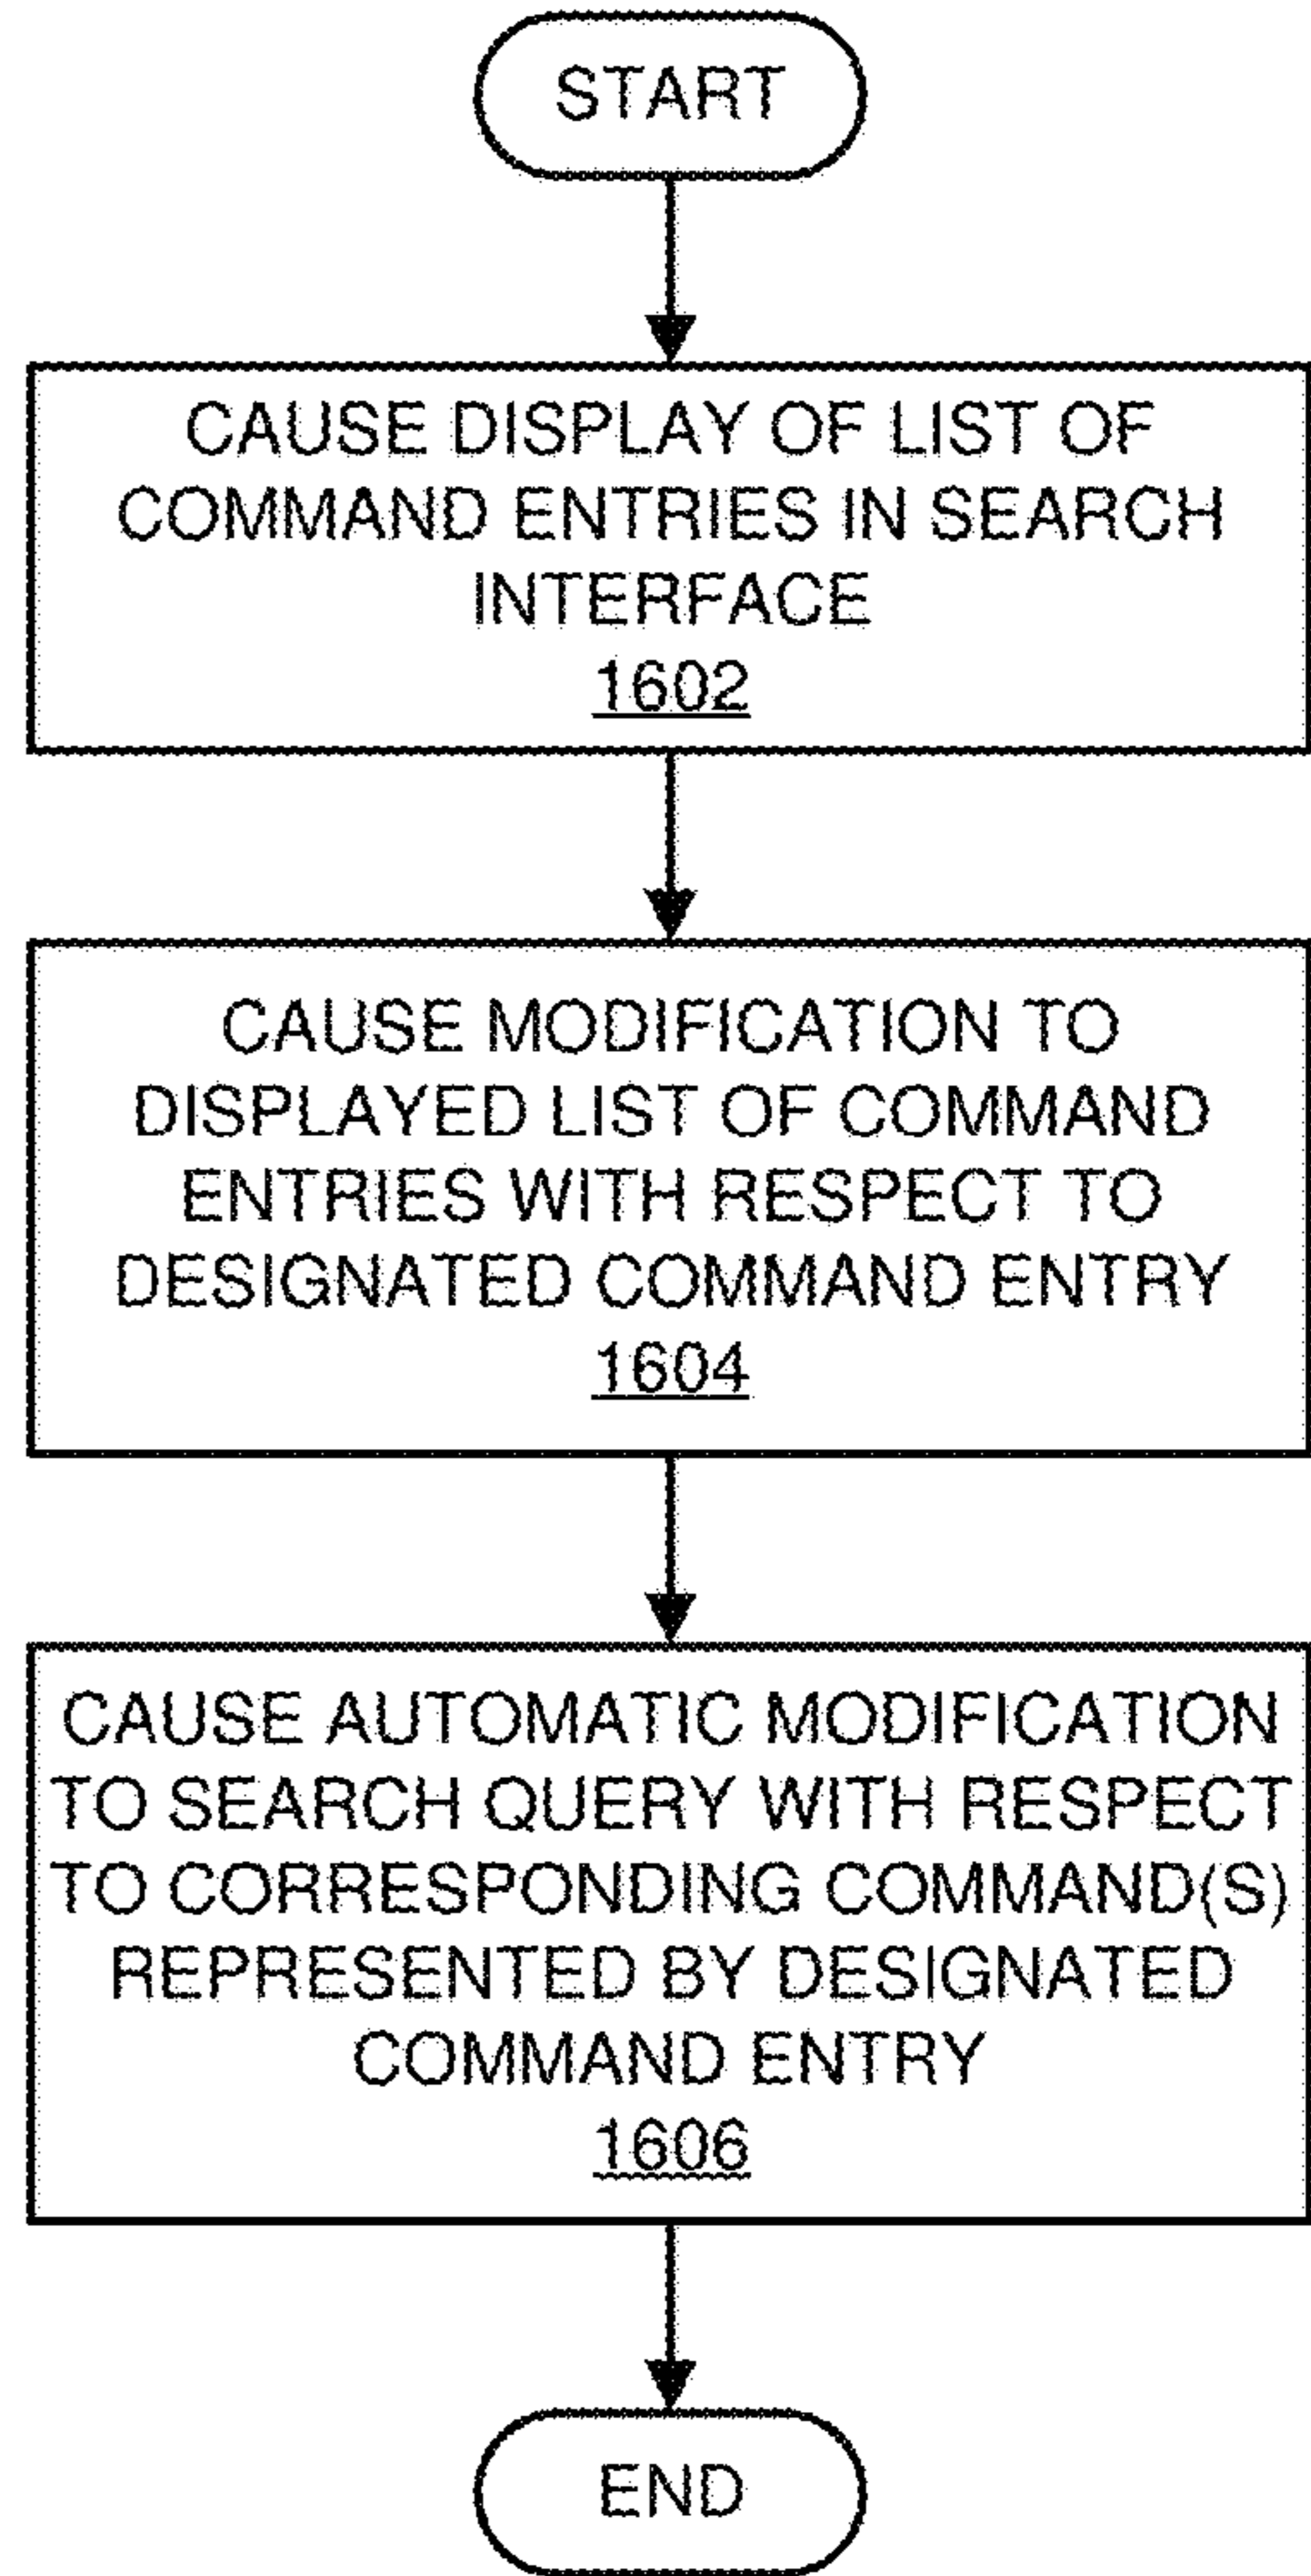 START
CAUSE DISPLAY OF LIST OF
COMMAND ENTRIES IN SEARCH
INTERFACE
1602
CAUSE MODIFICATION TO
DISPLAYED LIST OF COMMAND
ENTRIES WITH RESPECT TO
DESIGNATED COMMAND ENTRY
1604
CAUSE AUTOMATIC MODIFICATION
TO SEARCH QUERY WITH RESPECT
TO CORRESPONDING COMMAND(S)
REPRESENTED BY DESIGNATED
COMMAND ENTRY
1606
END